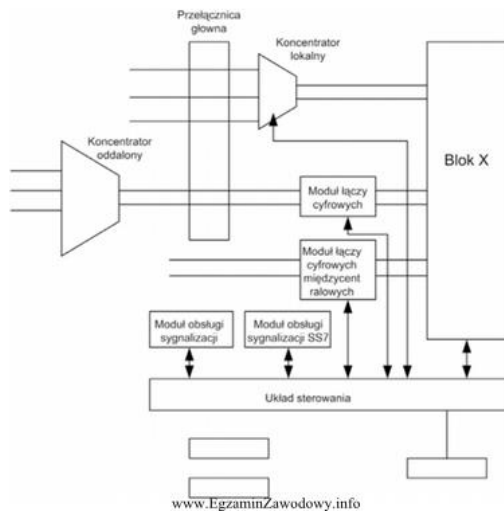 Przełącznica
główna
Koncentrator
lokalny
Koncentrator
oddalony
Blok X
Moduł łączy
cyfrowych
Moduł łączy
cyfrowych
międzycent
ralowych
Moduł obsługi
sygnalizacji
Moduł obsługi
sygnalizacji SS7
Układ sterowania
www.EgzaminZawodowy.info